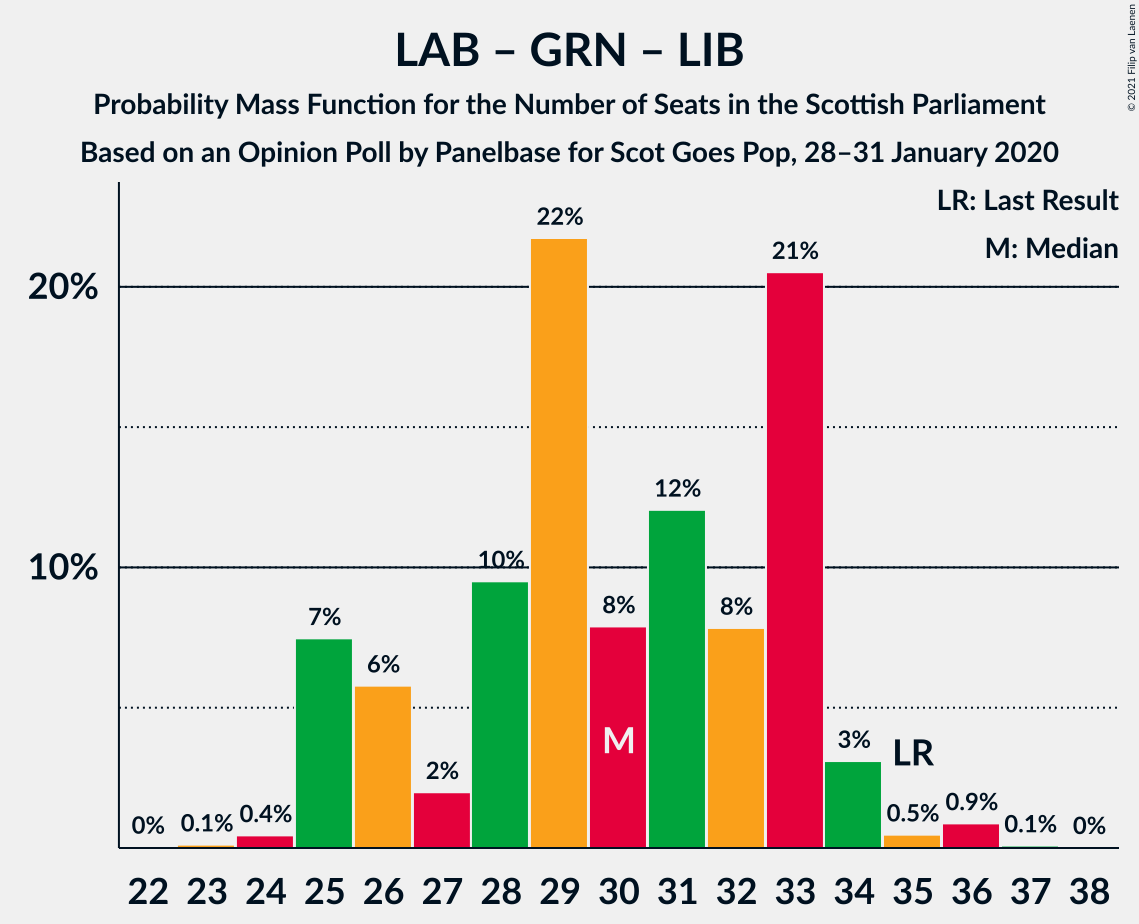 LAB – GRN – LIB
Probability Mass Function for the Number of Seats in the Scottish Parliament
Based on an Opinion Poll by Panelbase for Scot Goes Pop, 28–31 January 2020
© 2021 Filip van Laenen
LR: Last Result
M: Median
20%
10%
0%
0.1%
0.4%
7%
6%
2%
10%
22%
8%
12%
8%
21%
3%
0.5%
0.9%
0.1%
0%
M
LR
22 23 24 25 26 27 28 29 30 31 32 33 34 35 36 37 38